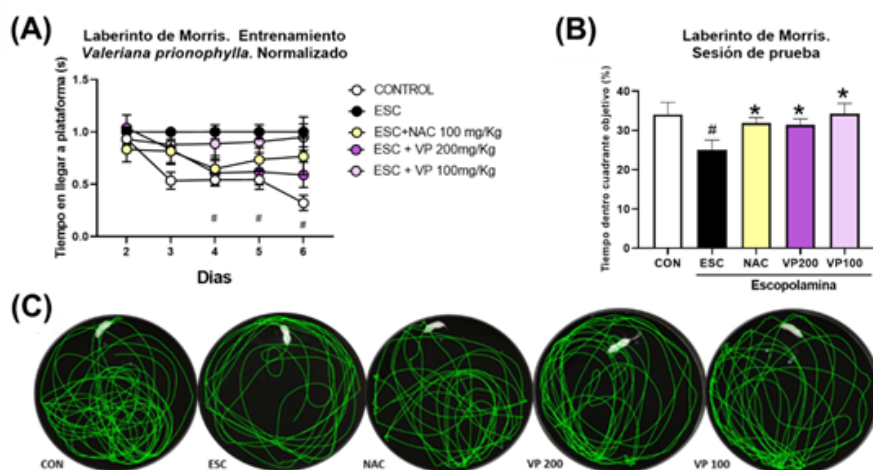 (A)
Laberinto de Morris. Entrenamiento
Valeriana prionophylla. Normalizado
Tiempo en llegar a plataforma (s)
1.5
1.0
0.5
0.0
2 3 4 5 6
# # #
Dias
CONTROL
ESC
ESC+NAC 100 mg/Kg
ESC + VP 200mg/Kg
ESC + VP 100mg/Kg
(B)
Laberinto de Morris.
Sesión de prueba
Tiempo dentro cuadrante objetivo (%)
40
30
20
10
0
# * * *
CON ESC NAC VP200 VP100
Escopolamina
(C)
CON ESC NAC VP 200 VP 100